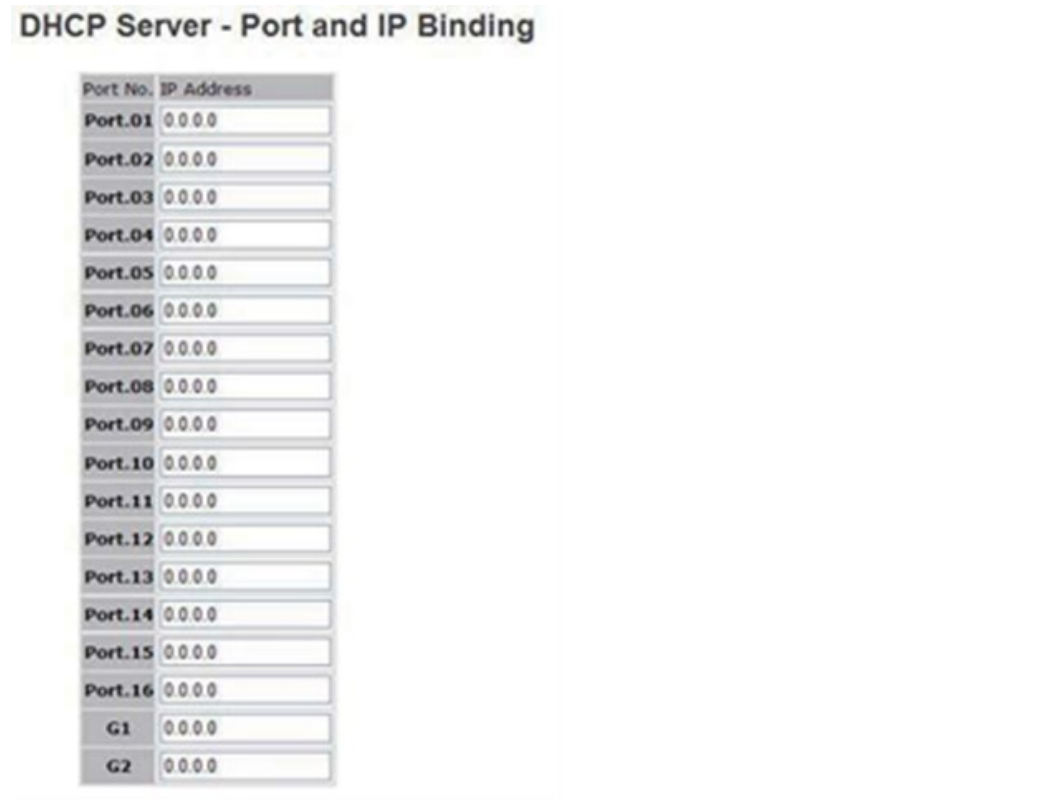 DHCP Server - Port and IP Binding
Port No. IP Address
Port.01 0.0.0.0
Port.02 0.0.0.0
Port.03 0.0.0.0
Port.04 0.0.0.0
Port.05 0.0.0.0
Port.06 0.0.0.0
Port.07 0.0.0.0
Port.08 0.0.0.0
Port.09 0.0.0.0
Port.10 0.0.0.0
Port.11 0.0.0.0
Port.12 0.0.0.0
Port.13 0.0.0.0
Port.14 0.0.0.0
Port.15 0.0.0.0
Port.16 0.0.0.0
G1 0.0.0.0
G2 0.0.0.0